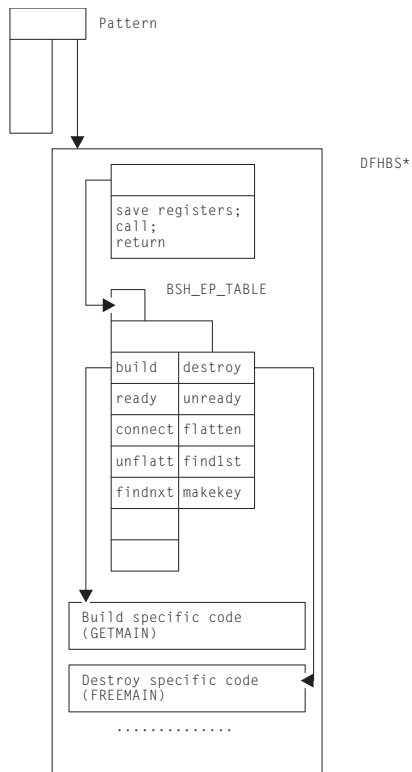 Pattern
DFHBS*
save registers;
call;
return
BSH_EP_TABLE
build destroy
ready unready
connect flatten
unflatt find1st
findnxt makekey
Build specific code
(GETMAIN)
Destroy specific code
(FREEMAIN)
..............